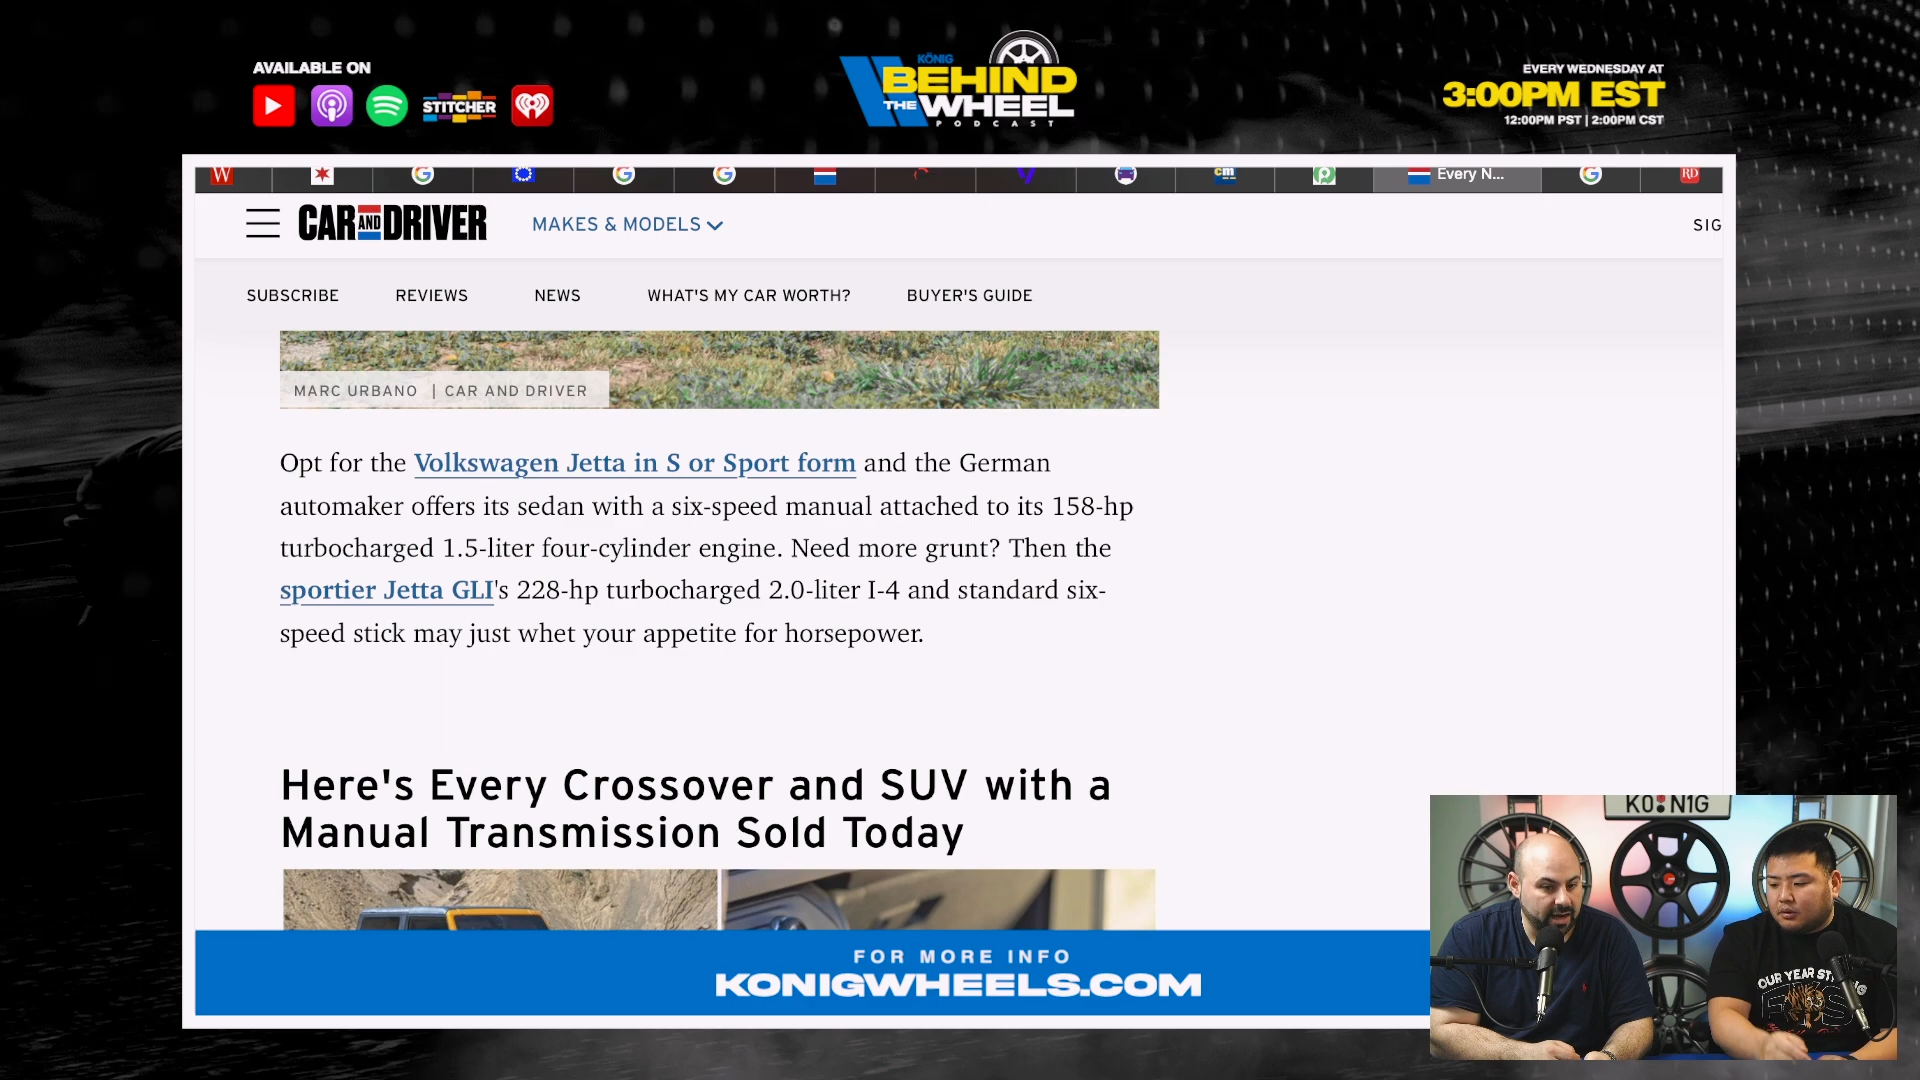 AVAILABLE ON
STITCHER
KÖNIG
BEHIND
THE WHEEL
PODCAST
EVERY WEDNESDAY AT
3:00PM EST
12:00PM PST | 2:00PM CST
W
cm
Every N...
RD
CAR AND DRIVER
MAKES & MODELS
SIG
SUBSCRIBE
REVIEWS
NEWS
WHAT'S MY CAR WORTH?
BUYER'S GUIDE
MARC URBANO | CAR AND DRIVER
Opt for the Volkswagen Jetta in S or Sport form and the German
automaker offers its sedan with a six-speed manual attached to its 158-hp
turbocharged 1.5-liter four-cylinder engine. Need more grunt? Then the
sportier Jetta GLI's 228-hp turbocharged 2.0-liter I-4 and standard six-
speed stick may just whet your appetite for horsepower.
Here's Every Crossover and SUV with a
Manual Transmission Sold Today
FOR MORE INFO
KONIGWHEELS.COM
KO N1G
OUR YEAR